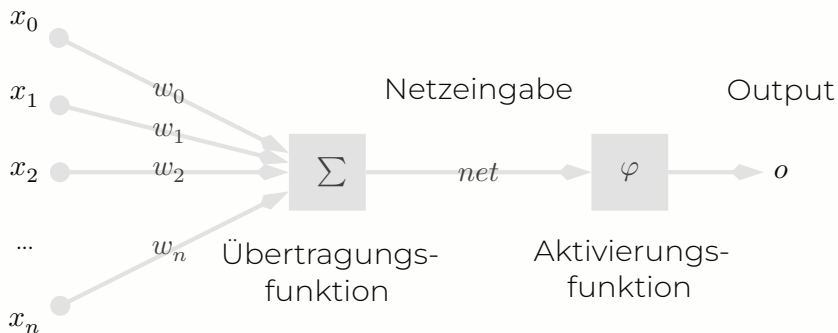 x₀
x₁
x₂
...
xₙ
w₀
w₁
w₂
wₙ
Σ
Übertragungs-
funktion
Netzeingabe
net
φ
Aktivierungs-
funktion
Output
o